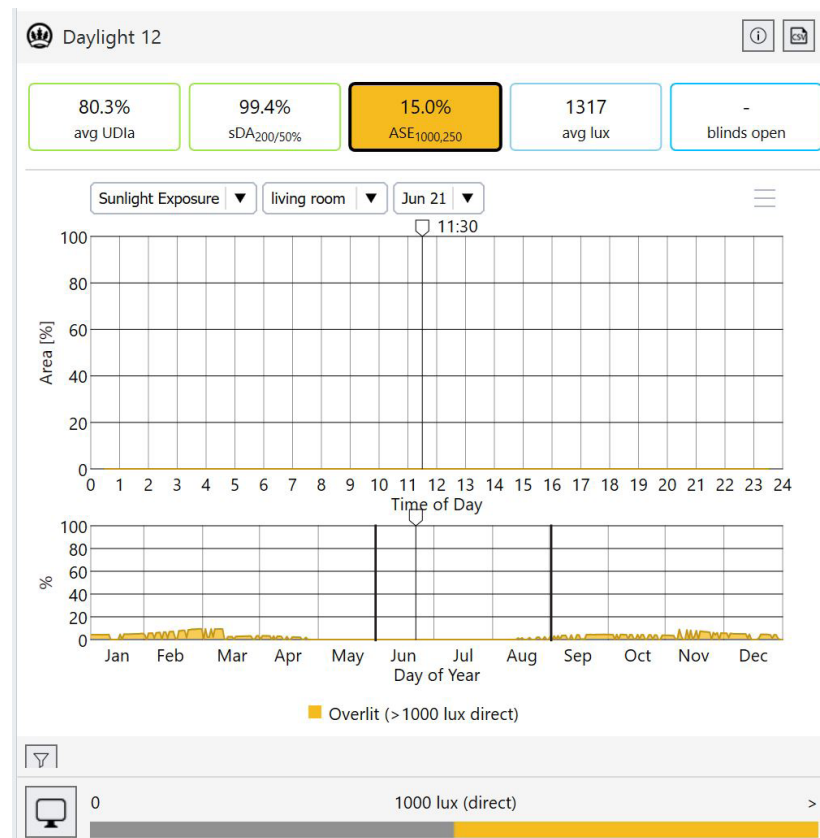 Daylight 12
CSV
80.3% 99.4% 15.0% 1317 -
avg UDIa sDA200/50% ASE1000,250 avg lux blinds open
Sunlight Exposure ▼ living room ▼ Jun 21 ▼
11:30
100
80
60
40
20
0
Area [%]
0 1 2 3 4 5 6 7 8 9 10 11 12 13 14 15 16 17 18 19 20 21 22 23 24
Time of Day
100
80
60
40
20
0
%
Jan Feb Mar Apr May Jun Jul Aug Sep Oct Nov Dec
Day of Year
Overlit (>1000 lux direct)
0 1000 lux (direct) >